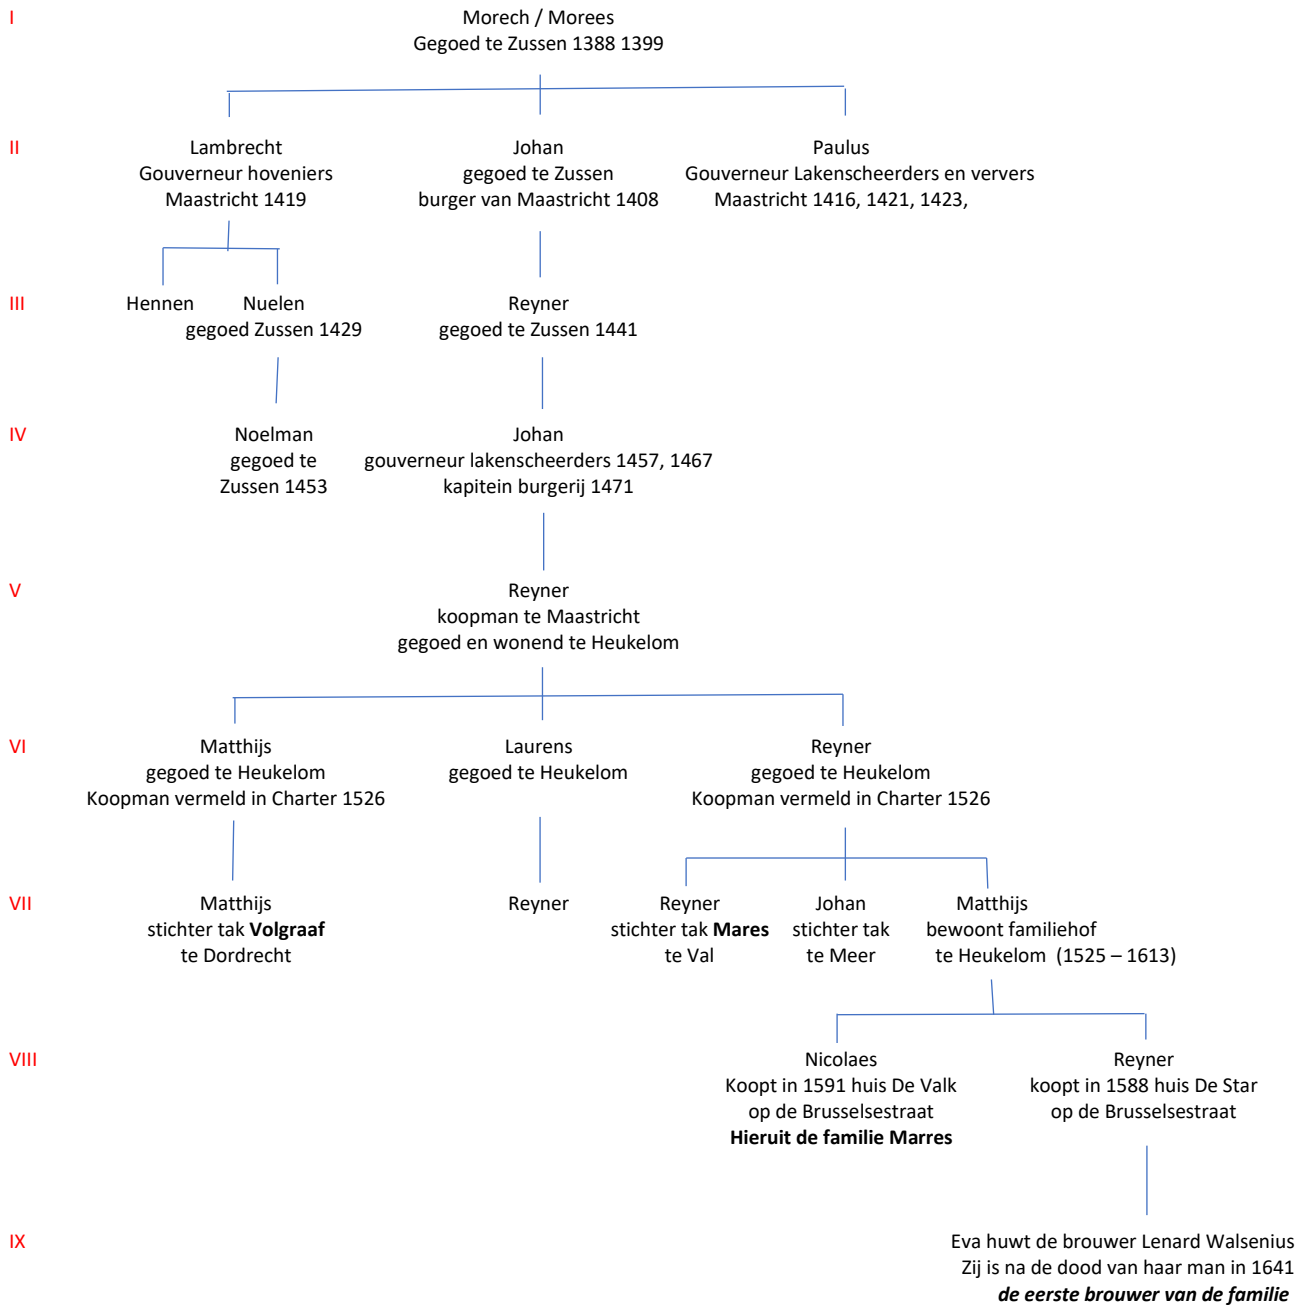 I
Morech / Morees
Gegoed te Zussen 1388 1399
II
Lambrecht
Gouverneur hoveniers
Maastricht 1419
Johan
gegoed te Zussen
burger van Maastricht 1408
Paulus
Gouverneur Lakenscheerders en ververs
Maastricht 1416, 1421, 1423,
III
Hennen
Nuelen
gegoed Zussen 1429
Reyner
gegoed te Zussen 1441
IV
Noelman
gegoed te
Zussen 1453
Johan
gouverneur lakenscheerders 1457, 1467
kapitein burgerij 1471
V
Reyner
koopman te Maastricht
gegoed en wonend te Heukelom
VI
Matthijs
gegoed te Heukelom
Koopman vermeld in Charter 1526
Laurens
gegoed te Heukelom
Reyner
gegoed te Heukelom
Koopman vermeld in Charter 1526
VII
Matthijs
stichter tak Volgraaf
te Dordrecht
Reyner
Reyner
stichter tak Mares
te Val
Johan
stichter tak
te Meer
Matthijs
bewoont familiehof
te Heukelom (1525 – 1613)
VIII
Nicolaes
Koopt in 1591 huis De Valk
op de Brusselsestraat
Hieruit de familie Marres
Reyner
koopt in 1588 huis De Star
op de Brusselsestraat
IX
Eva huwt de brouwer Lenard Walsenius
Zij is na de dood van haar man in 1641
de eerste brouwer van de familie